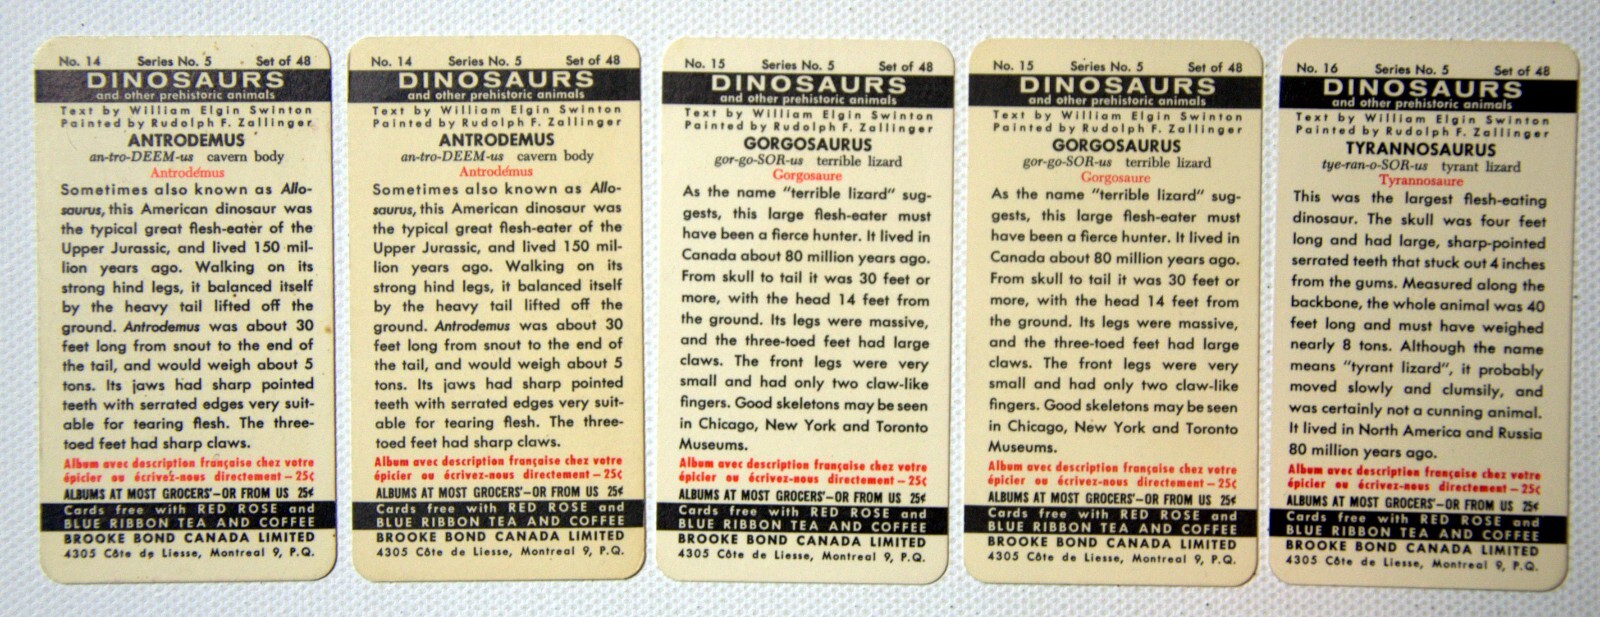 No. 14 Series No. 5 Set of 48
DINOSAURS
and other prehistoric animals
Text by William Elgin Swinton
Painted by Rudolph F. Zallinger
ANTRODEMUS
an-tro-DEEM-us cavern body
Antrodémus
Sometimes also known as Allo-
saurus, this American dinosaur was
the typical great flesh-eater of the
Upper Jurassic, and lived 150 mil-
lion years ago. Walking on its
strong hind legs, it balanced itself
by the heavy tail lifted off the
ground. Antrodemus was about 30
feet long from snout to the end of
the tail, and would weigh about 5
tons. Its jaws had sharp pointed
teeth with serrated edges very suit-
able for tearing flesh. The three-
toed feet had sharp claws.
Album avec description française chez votre
épicier ou écrivez-nous directement — 25¢
ALBUMS AT MOST GROCERS'—OR FROM US 25¢
Cards free with RED ROSE and
BLUE RIBBON TEA AND COFFEE
BROOKE BOND CANADA LIMITED
4305 Côte de Liesse, Montreal 9, P.Q.
No. 14 Series No. 5 Set of 48
DINOSAURS
and other prehistoric animals
Text by William Elgin Swinton
Painted by Rudolph F. Zallinger
ANTRODEMUS
an-tro-DEEM-us cavern body
Antrodémus
Sometimes also known as Allo-
saurus, this American dinosaur was
the typical great flesh-eater of the
Upper Jurassic, and lived 150 mil-
lion years ago. Walking on its
strong hind legs, it balanced itself
by the heavy tail lifted off the
ground. Antrodemus was about 30
feet long from snout to the end of
the tail, and would weigh about 5
tons. Its jaws had sharp pointed
teeth with serrated edges very suit-
able for tearing flesh. The three-
toed feet had sharp claws.
Album avec description française chez votre
épicier ou écrivez-nous directement — 25¢
ALBUMS AT MOST GROCERS'—OR FROM US 25¢
Cards free with RED ROSE and
BLUE RIBBON TEA AND COFFEE
BROOKE BOND CANADA LIMITED
4305 Côte de Liesse, Montreal 9, P.Q.
No. 15 Series No. 5 Set of 48
DINOSAURS
and other prehistoric animals
Text by William Elgin Swinton
Painted by Rudolph F. Zallinger
GORGOSAURUS
gor-go-SOR-us terrible lizard
Gorgosaure
As the name "terrible lizard" sug-
gests, this large flesh-eater must
have been a fierce hunter. It lived in
Canada about 80 million years ago.
From skull to tail it was 30 feet or
more, with the head 14 feet from
the ground. Its legs were massive,
and the three-toed feet had large
claws. The front legs were very
small and had only two claw-like
fingers. Good skeletons may be seen
in Chicago, New York and Toronto
Museums.
Album avec description française chez votre
épicier ou écrivez-nous directement — 25¢
ALBUMS AT MOST GROCERS'—OR FROM US 25¢
Cards free with RED ROSE and
BLUE RIBBON TEA AND COFFEE
BROOKE BOND CANADA LIMITED
4305 Côte de Liesse, Montreal 9, P.Q.
No. 15 Series No. 5 Set of 48
DINOSAURS
and other prehistoric animals
Text by William Elgin Swinton
Painted by Rudolph F. Zallinger
GORGOSAURUS
gor-go-SOR-us terrible lizard
Gorgosaure
As the name "terrible lizard" sug-
gests, this large flesh-eater must
have been a fierce hunter. It lived in
Canada about 80 million years ago.
From skull to tail it was 30 feet or
more, with the head 14 feet from
the ground. Its legs were massive,
and the three-toed feet had large
claws. The front legs were very
small and had only two claw-like
fingers. Good skeletons may be seen
in Chicago, New York and Toronto
Museums.
Album avec description française chez votre
épicier ou écrivez-nous directement — 25¢
ALBUMS AT MOST GROCERS'—OR FROM US 25¢
Cards free with RED ROSE and
BLUE RIBBON TEA AND COFFEE
BROOKE BOND CANADA LIMITED
4305 Côte de Liesse, Montreal 9, P.Q.
No. 16 Series No. 5 Set of 48
DINOSAURS
and other prehistoric animals
Text by William Elgin Swinton
Painted by Rudolph F. Zallinger
TYRANNOSAURUS
tye-ran-o-SOR-us tyrant lizard
Tyrannosaure
This was the largest flesh-eating
dinosaur. The skull was four feet
long and had large, sharp-pointed
serrated teeth that stuck out 4 inches
from the gums. Measured along the
backbone, the whole animal was 40
feet long and must have weighed
nearly 8 tons. Although the name
means "tyrant lizard", it probably
moved slowly and clumsily, and
was certainly not a cunning animal.
It lived in North America and Russia
80 million years ago.
Album avec description française chez votre
épicier ou écrivez-nous directement — 25¢
ALBUMS AT MOST GROCERS'—OR FROM US 25¢
Cards free with RED ROSE and
BLUE RIBBON TEA AND COFFEE
BROOKE BOND CANADA LIMITED
4305 Côte de Liesse, Montreal 9, P.Q.